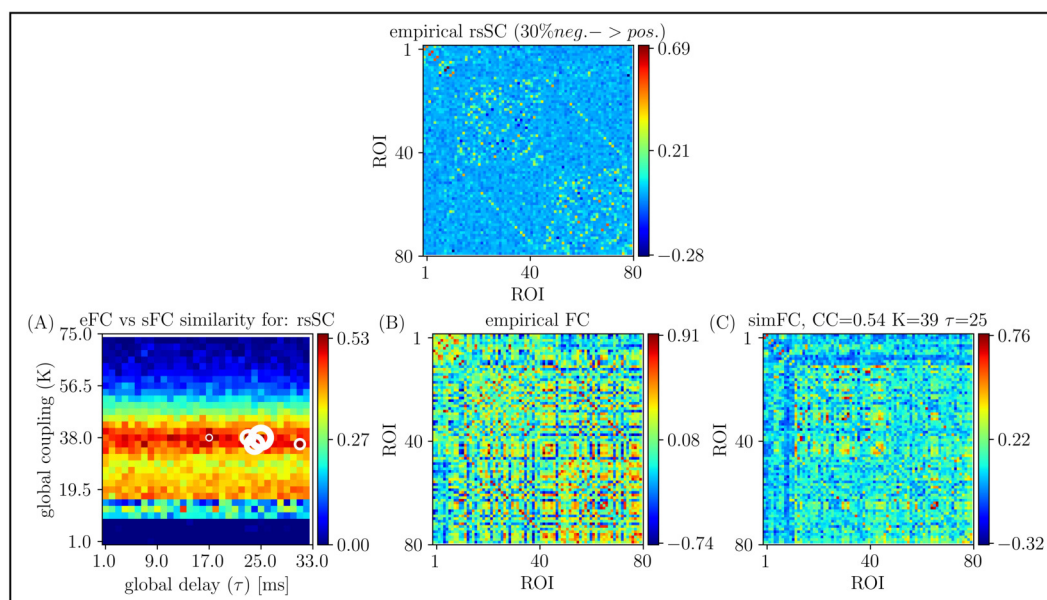 empirical rsSC (30%neg.− > pos.)
1
40
80
ROI
1 40 80
ROI
0.69
0.21
−0.28
(A) eFC vs sFC similarity for: rsSC
75.0
56.5
38.0
19.5
1.0
global coupling (K)
1.0 9.0 17.0 25.0 33.0
global delay (τ) [ms]
0.53
0.27
0.00
(B) empirical FC
1
40
80
ROI
1 40 80
ROI
0.91
0.08
−0.74
(C) simFC, CC=0.54 K=39 τ=25
1
40
80
ROI
1 40 80
ROI
0.76
0.22
−0.32